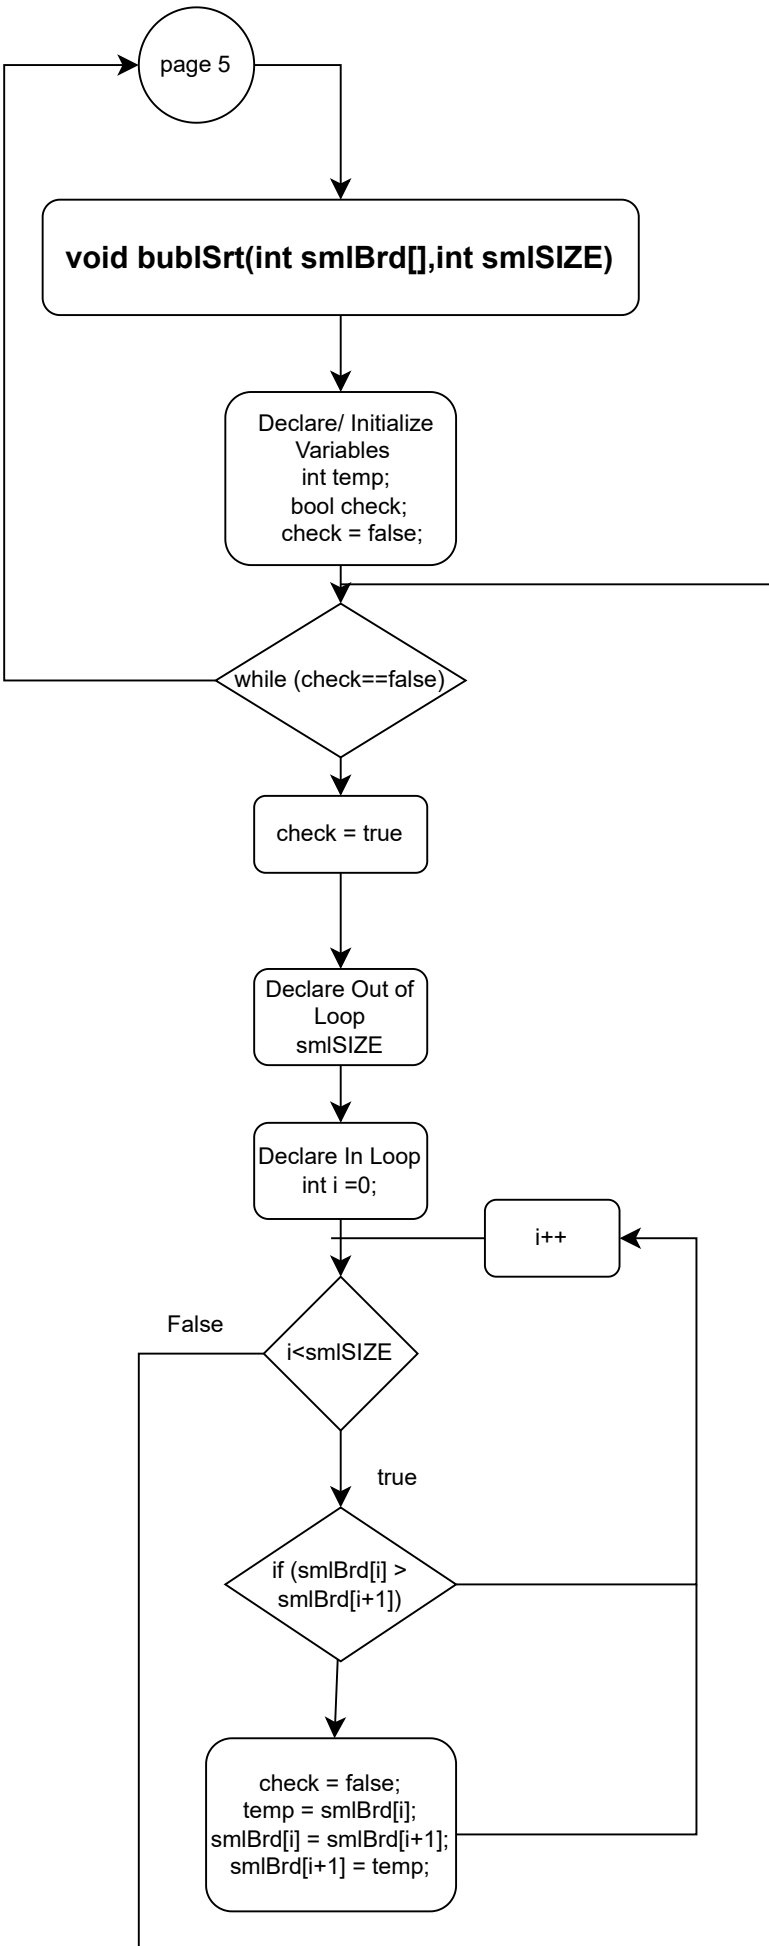 page 5
void bublSrt(int smlBrd[],int smlSIZE)
Declare/ Initialize
Variables
int temp;
bool check;
check = false;
while (check==false)
check = true
Declare Out of
Loop
smlSIZE
Declare In Loop
int i =0;
i++
False
i<smlSIZE
true
if (smlBrd[i] >
smlBrd[i+1])
check = false;
temp = smlBrd[i];
smlBrd[i] = smlBrd[i+1];
smlBrd[i+1] = temp;